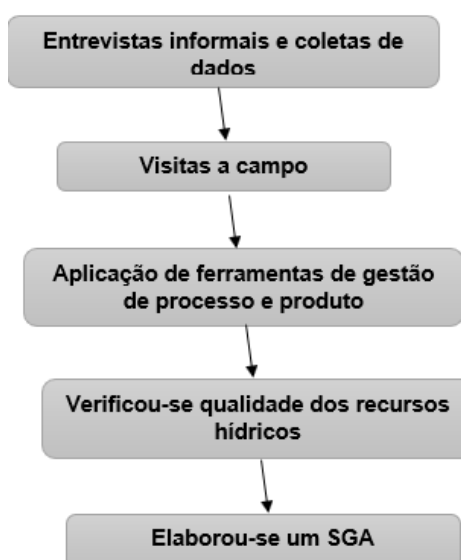 Entrevistas informais e coletas de
dados
Visitas a campo
Aplicação de ferramentas de gestão
de processo e produto
Verificou-se qualidade dos recursos
hídricos
Elaborou-se um SGA